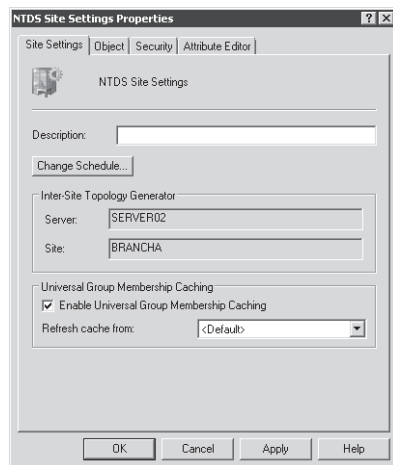 NTDS Site Settings Properties
Site Settings Object Security Attribute Editor
NTDS Site Settings
Description:
Change Schedule...
Inter-Site Topology Generator
Server: SERVER02
Site: BRANCHA
Universal Group Membership Caching
Enable Universal Group Membership Caching
Refresh cache from: <Default>
OK Cancel Apply Help